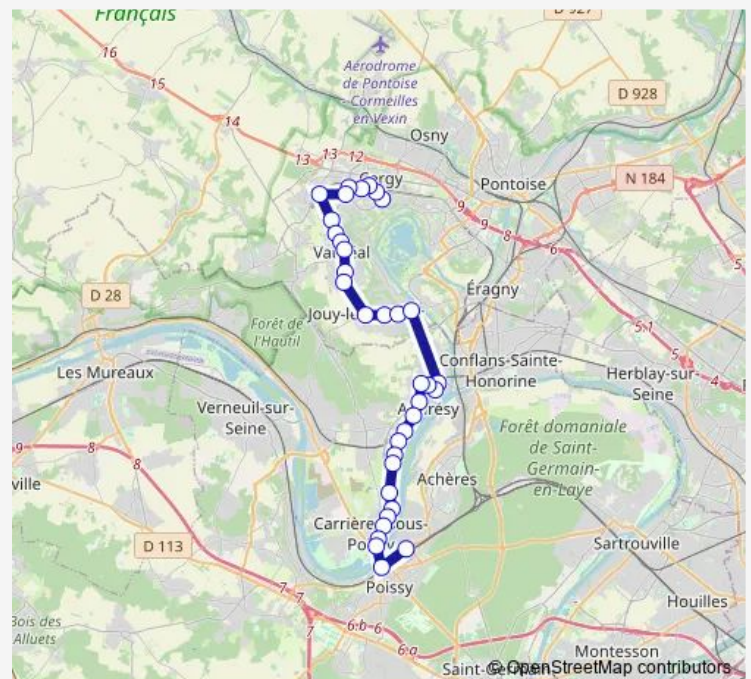 Français
D 927
16
15
14
Aérodrome
de Pontoise
- Cormeilles
en Vexin
D 928
Osny
13
13
12
Cergy
Pontoise
N 184
9
9
8
6
5
D 28
Jouy-l
Éragny
Forêt de
l'Hautil
5.1
5
4
Les Mureaux
Conflans-Sainte-
Honorine
Herblay-sur-
Seine
Verneuil-sur-
Seine
Forêt domaniale
de Saint-
Germain-
en-Laye
9
8
8
ville
Achères
D 113
Sartrouville
7
7
7
Poissy
6.b
6
6.a
Houilles
Bois des
Alluets
Montesson
© OpenStreetMap contributors